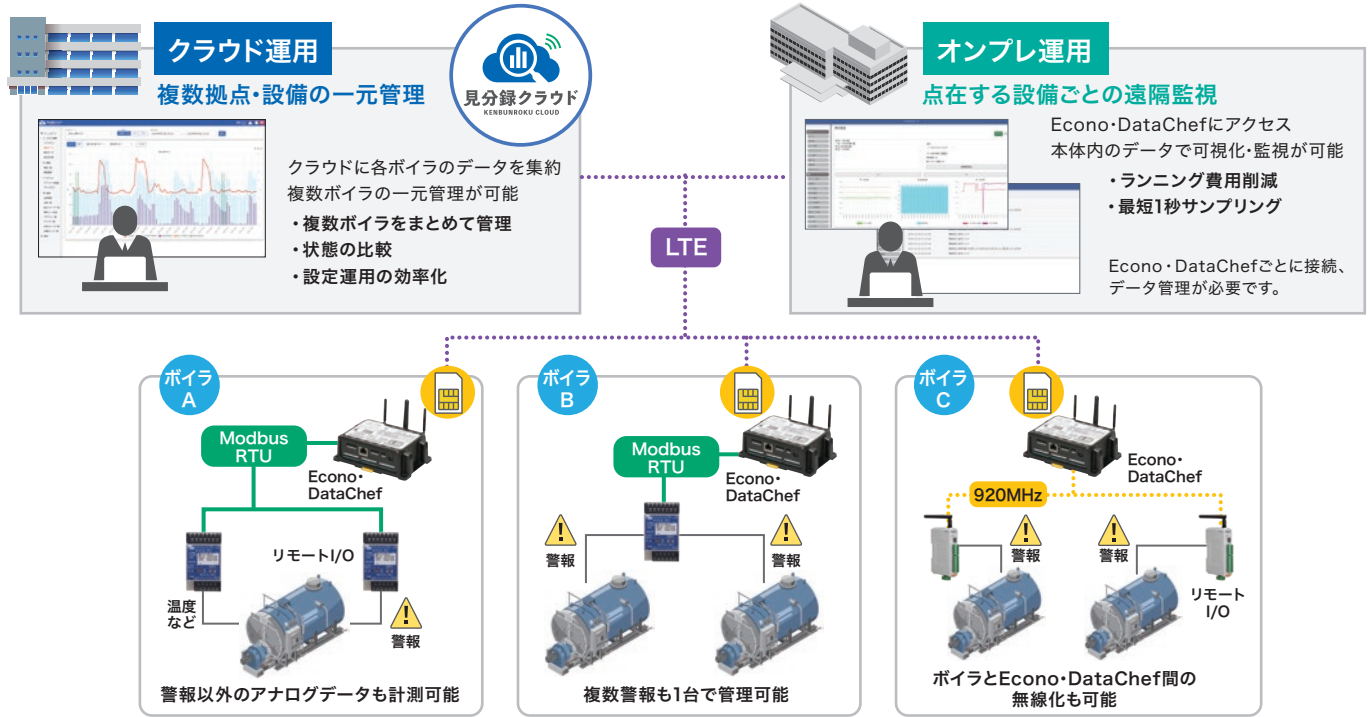 クラウド運用
複数拠点・設備の一元管理
見分録クラウド
KENBUNROKU CLOUD
クラウドに各ボイラのデータを集約
複数ボイラの一元管理が可能
・複数ボイラをまとめて管理
・状態の比較
・設定運用の効率化
オンプレ運用
点在する設備ごとの遠隔監視
Econo・DataChefにアクセス
本体内のデータで可視化・監視が可能
・ランニング費用削減
・最短1秒サンプリング
Econo・DataChefごとに接続、
データ管理が必要です。
LTE
ボイラ
A
Modbus
RTU
Econo・
DataChef
リモートI/O
温度
など
警報
警報以外のアナログデータも計測可能
ボイラ
B
Modbus
RTU
Econo・
DataChef
警報
警報
複数警報も1台で管理可能
ボイラ
C
Econo・
DataChef
920MHz
警報
警報
リモート
I/O
ボイラとEcono・DataChef間の
無線化も可能